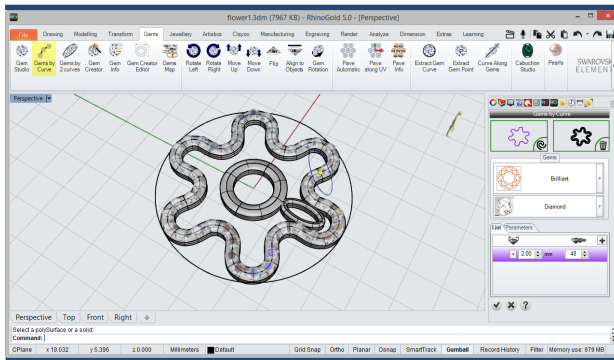 flower1.3dm (7967 KB) - RhinoGold 5.0 - [Perspective]
File Drawing Modelling Transform Gems Jewellery Artistics Clayoo Manufacturing Engraving Render Analyze Dimension Extras Learning
Gem Studio Gems by Curve Gems by 2 curves Gem Creator Gem Info Gem Creator Editor Gems Map Rotate Left Rotate Right Move Up Move Down Flip Align to Objects Gem Rotation Pave Automatic Pave along UV Pave Info Extract Gem Curve Extract Gem Point Curve Along Gems Cabochon Studio Pearls SWAROVSK ELEMENT
Perspective
Gems by Curve
Gems
Brilliant
Diamond
List Parameters
2.00 mm 48
Perspective Top Front Right
Select a polySurface or a solid:
Command:
CPlane x 19.032 y 5.396 z 0.000 Millimeters Default Grid Snap Ortho Planar Osnap SmartTrack Gumball Record History Filter Memory use: 979 MB